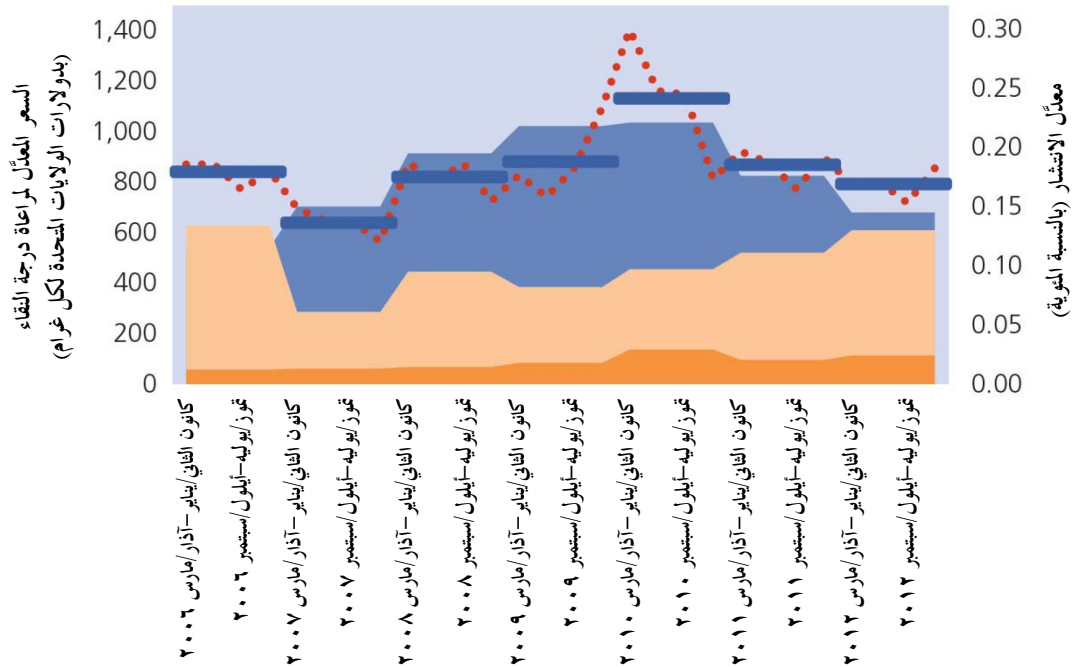 1,400
1,200
1,000
800
600
400
200
0
السعر المعدَّل لمراعاة درجة النقاء
(بدولارات الولايات المتحدة لكل غرام)
0.30
0.25
0.20
0.15
0.10
0.05
0.00
معدَّل الانتشار (بالنسبة المئوية)
كانون الثاني/يناير–آذار/مارس ٢٠٠٦
تموز/يوليه–أيلول/سبتمبر ٢٠٠٦
كانون الثاني/يناير–آذار/مارس ٢٠٠٧
تموز/يوليه–أيلول/سبتمبر ٢٠٠٧
كانون الثاني/يناير–آذار/مارس ٢٠٠٨
تموز/يوليه–أيلول/سبتمبر ٢٠٠٨
كانون الثاني/يناير–آذار/مارس ٢٠٠٩
تموز/يوليه–أيلول/سبتمبر ٢٠٠٩
كانون الثاني/يناير–آذار/مارس ٢٠١٠
تموز/يوليه–أيلول/سبتمبر ٢٠١٠
كانون الثاني/يناير–آذار/مارس ٢٠١١
تموز/يوليه–أيلول/سبتمبر ٢٠١١
كانون الثاني/يناير–آذار/مارس ٢٠١٢
تموز/يوليه–أيلول/سبتمبر ٢٠١٢